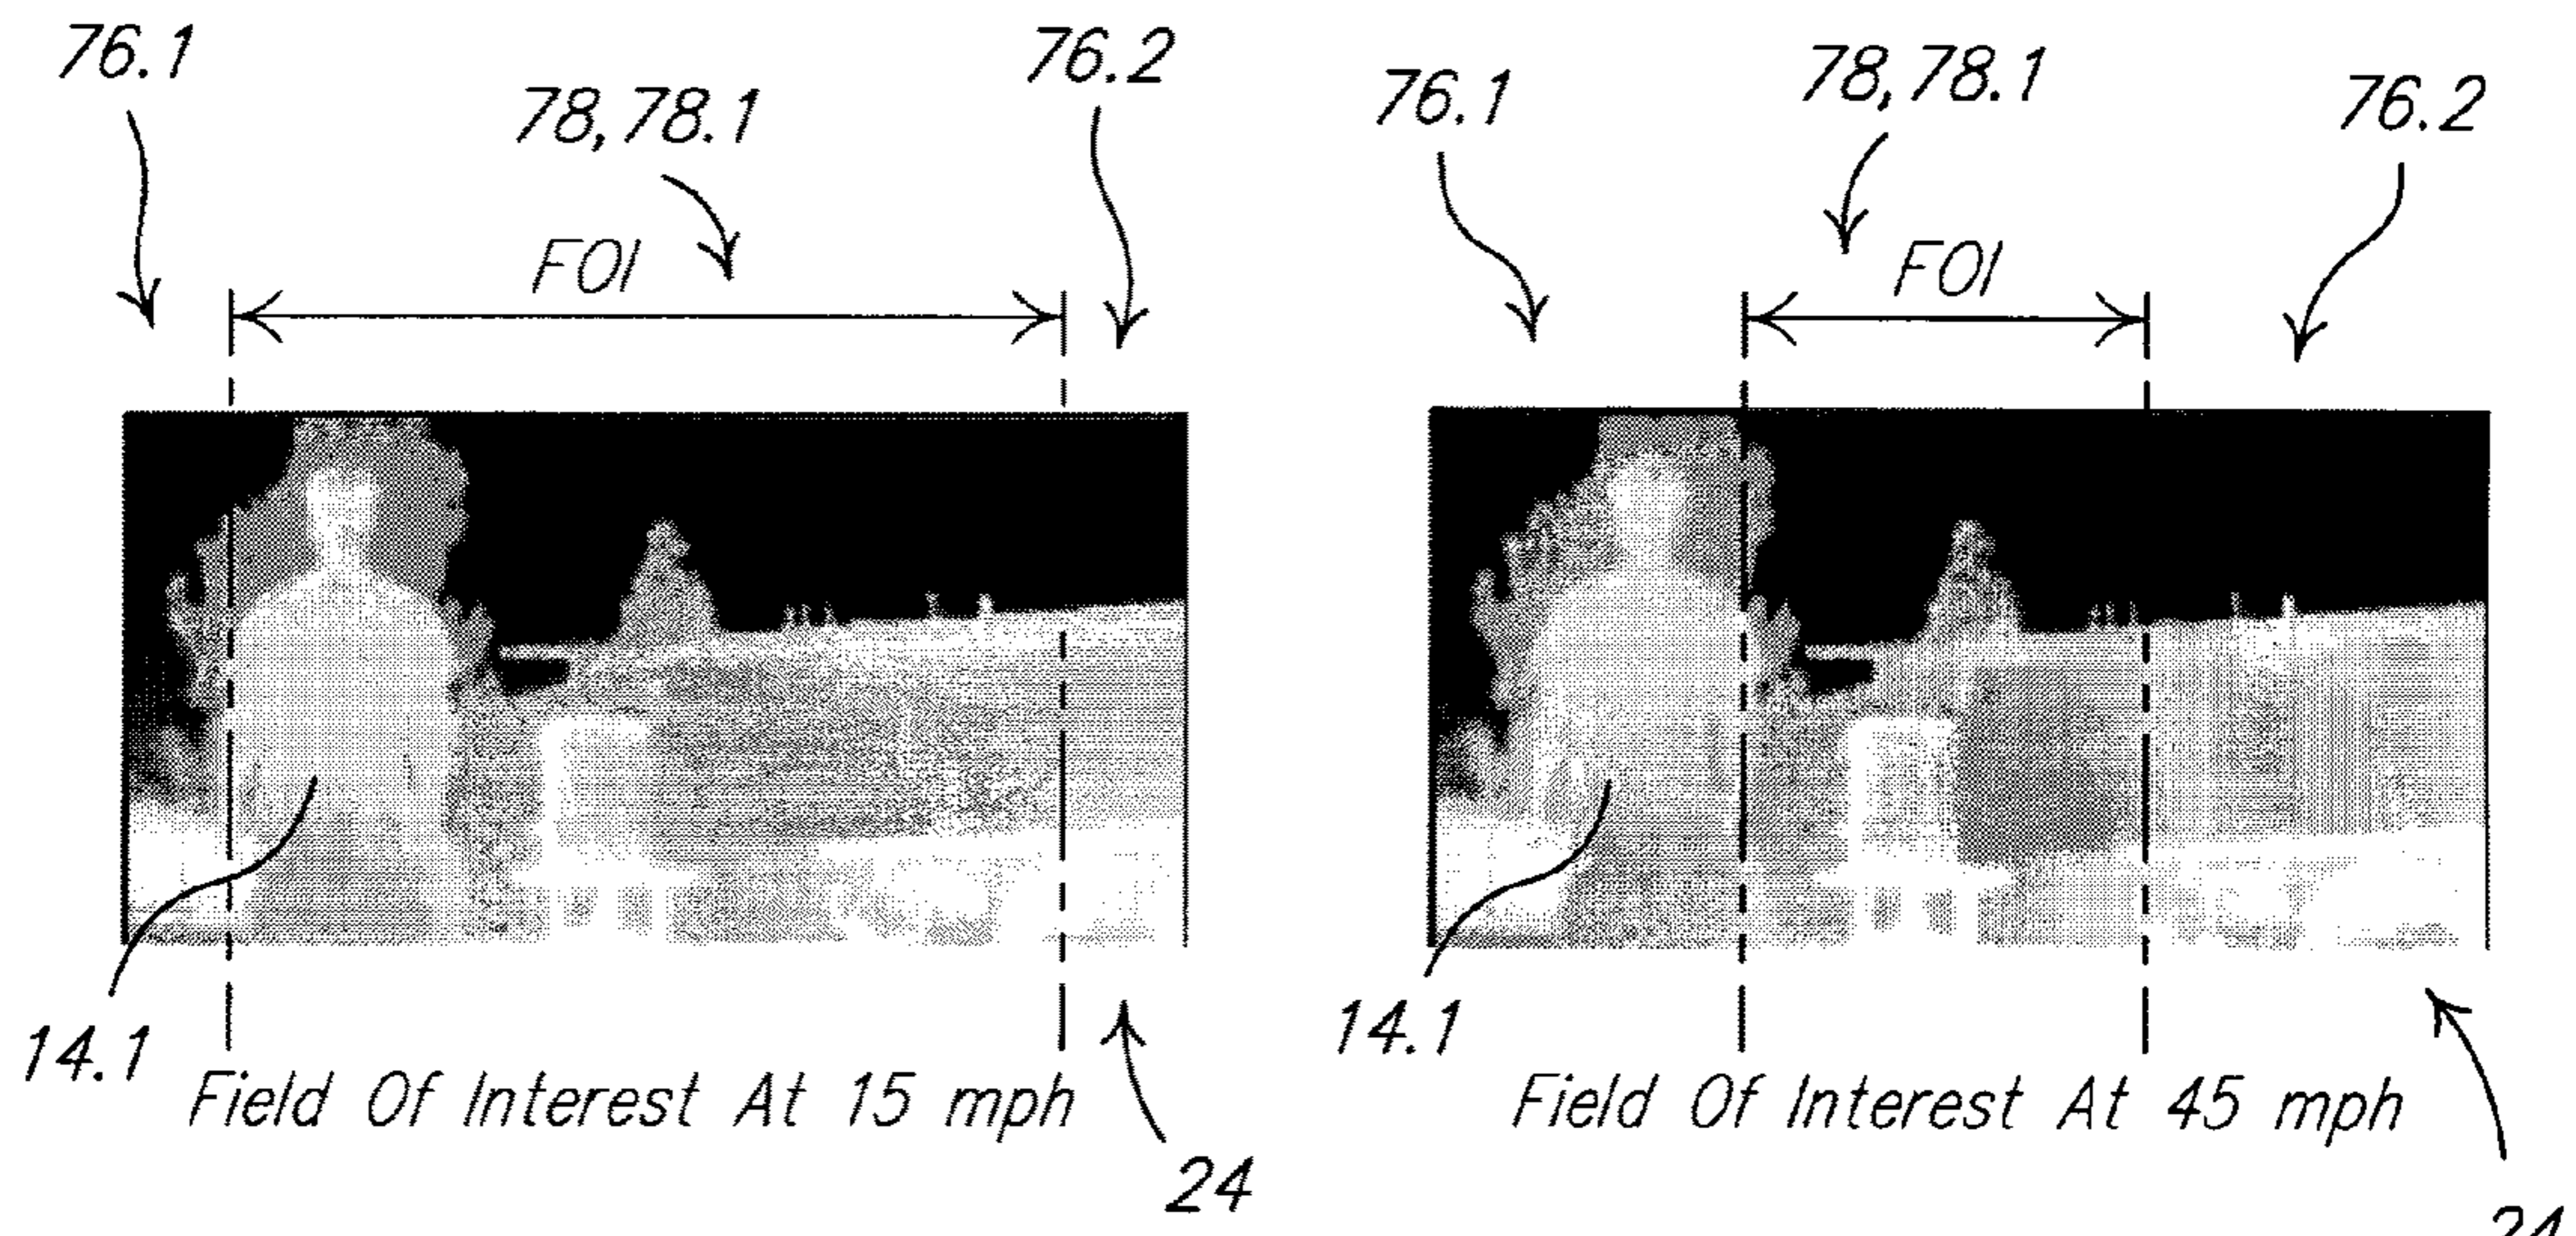 76.1
78,78.1
76.2
FOI
14.1
Field Of Interest At 15 mph
24
76.1
78,78.1
76.2
FOI
14.1
Field Of Interest At 45 mph
24